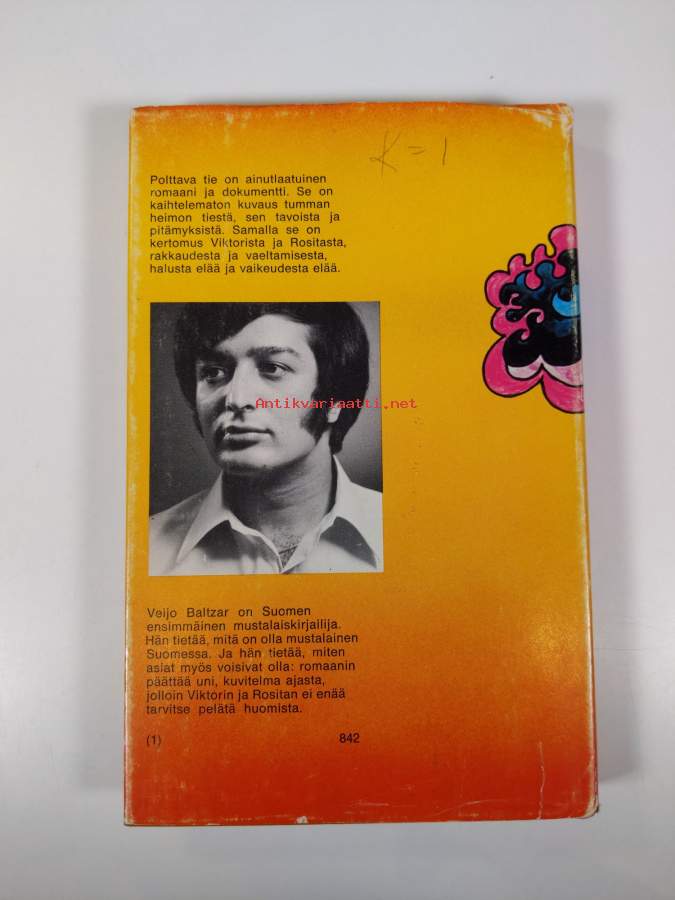 K = 1
Polttava tie on ainutlaatuinen
romaani ja dokumentti. Se on
kaihtelematon kuvaus tumman
heimon tiestä, sen tavoista ja
pitämyksistä. Samalla se on
kertomus Viktorista ja Rositasta,
rakkaudesta ja vaeltamisesta,
halusta elää ja vaikeudesta elää.
Antikvariaatti.net
Veijo Baltzar on Suomen
ensimmäinen mustalaiskirjailija.
Hän tietää, mitä on olla mustalainen
Suomessa. Ja hän tietää, miten
asiat myös voisivat olla: romaanin
päättää uni, kuvitelma ajasta,
jolloin Viktorin ja Rositan ei enää
tarvitse pelätä huomista.
(1) 842